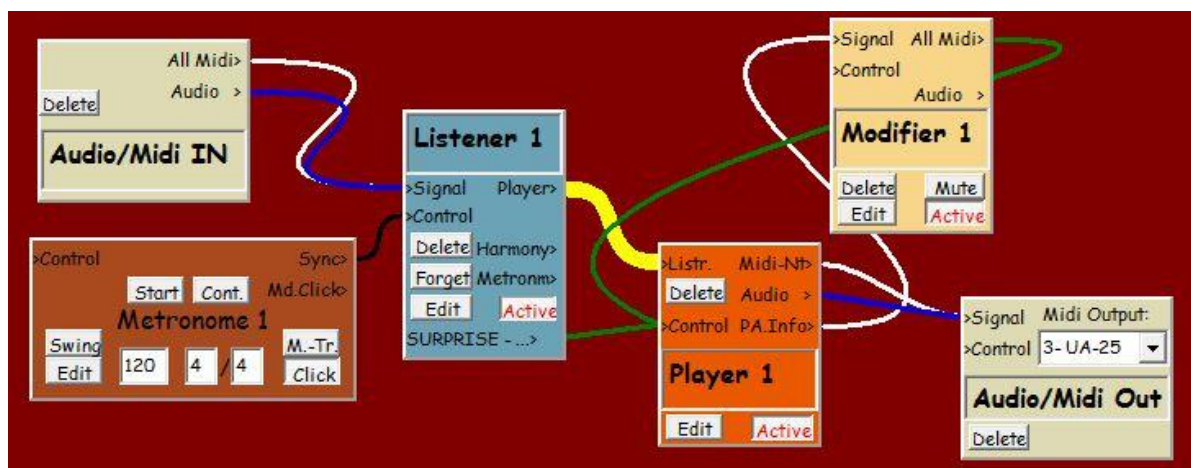 All Midi>
Audio >
Delete
Audio/Midi IN
>Control Sync>
Start Cont. Md.Click>
Metronome 1
Swing 120 4 / 4 M.-Tr.
Edit Click
Listener 1
>Signal Player>
>Control
Delete Harmony>
Forget Metronm>
Edit Active
SURPRISE - ...>
>Listr. Midi-Nt>
Delete Audio >
>Control PA.Info>
Player 1
Edit Active
>Signal All Midi>
>Control
Audio >
Modifier 1
Delete Mute
Edit Active
>Signal Midi Output:
>Control 3- UA-25
Audio/Midi Out
Delete